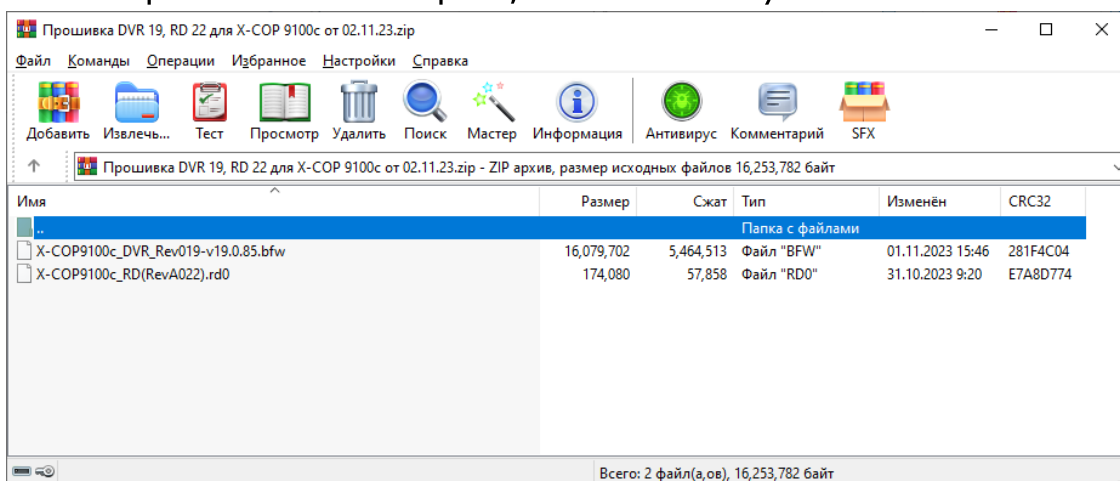 Прошивка DVR 19, RD 22 для X-COP 9100c от 02.11.23.zip
Файл Команды Операции Избранное Настройки Справка
Добавить Извлечь... Тест Просмотр Удалить Поиск Мастер Информация Антивирус Комментарий SFX
Прошивка DVR 19, RD 22 для X-COP 9100c от 02.11.23.zip - ZIP архив, размер исходных файлов 16,253,782 байт
Имя Размер Сжат Тип Изменён CRC32
.. Папка с файлами
X-COP9100c_DVR_Rev019-v19.0.85.bfw 16,079,702 5,464,513 Файл "BFW" 01.11.2023 15:46 281F4C04
X-COP9100c_RD(RevA022).rd0 174,080 57,858 Файл "RD0" 31.10.2023 9:20 E7A8D774
Всего: 2 файл(а,ов), 16,253,782 байт